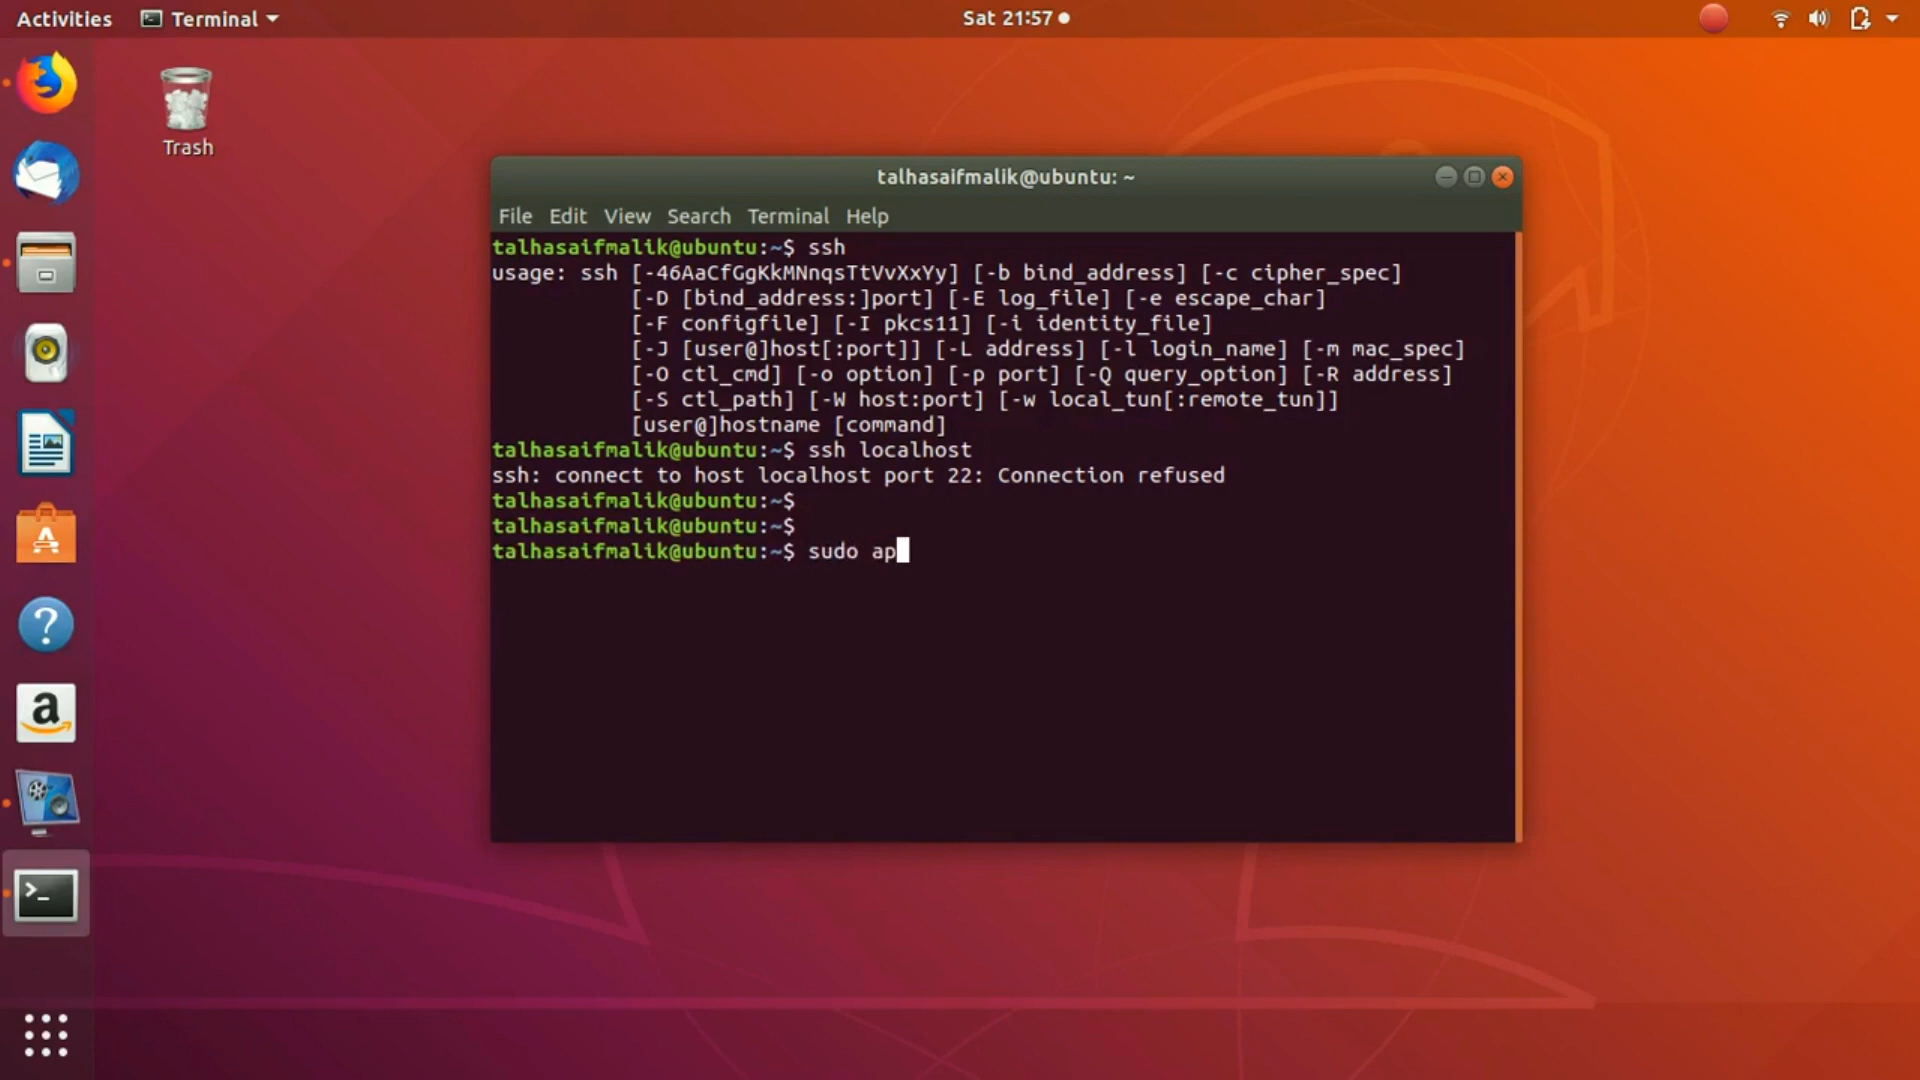 Activities Terminal Sat 21:57
Trash
talhasaifmalik@ubuntu: ~
File Edit View Search Terminal Help
talhasaifmalik@ubuntu:~$ ssh
usage: ssh [-46AaCfGgKkMNnqsTtVvXxYy] [-b bind_address] [-c cipher_spec]
[-D [bind_address:]port] [-E log_file] [-e escape_char]
[-F configfile] [-I pkcs11] [-i identity_file]
[-J [user@]host[:port]] [-L address] [-l login_name] [-m mac_spec]
[-O ctl_cmd] [-o option] [-p port] [-Q query_option] [-R address]
[-S ctl_path] [-W host:port] [-w local_tun[:remote_tun]]
[user@]hostname [command]
talhasaifmalik@ubuntu:~$ ssh localhost
ssh: connect to host localhost port 22: Connection refused
talhasaifmalik@ubuntu:~$
talhasaifmalik@ubuntu:~$
talhasaifmalik@ubuntu:~$ sudo ap